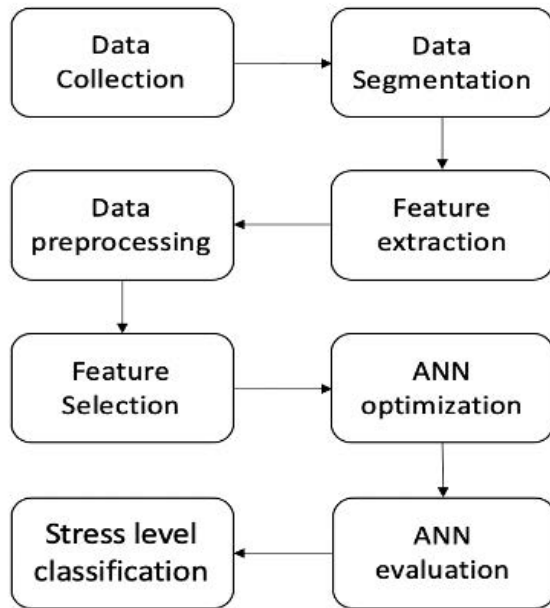 Data
Collection
Data
Segmentation
Feature
extraction
Data
preprocessing
Feature
Selection
ANN
optimization
ANN
evaluation
Stress level
classification